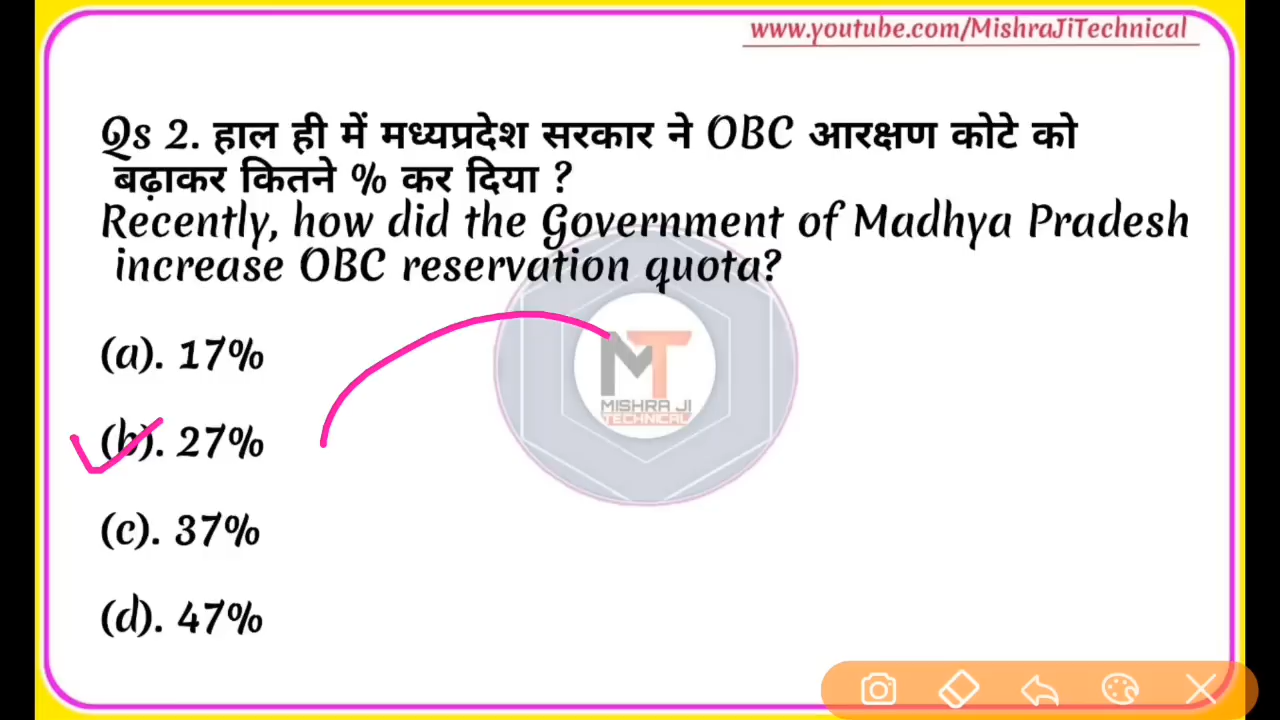 www.youtube.com/MishraJiTechnical
Qs 2. हाल ही में मध्यप्रदेश सरकार ने OBC आरक्षण कोटे को
बढ़ाकर कितने % कर दिया ?
Recently, how did the Government of Madhya Pradesh
increase OBC reservation quota?
(a). 17%
MT
MISHRA JI
TECHNICAL
(b). 27%
(c). 37%
(d). 47%